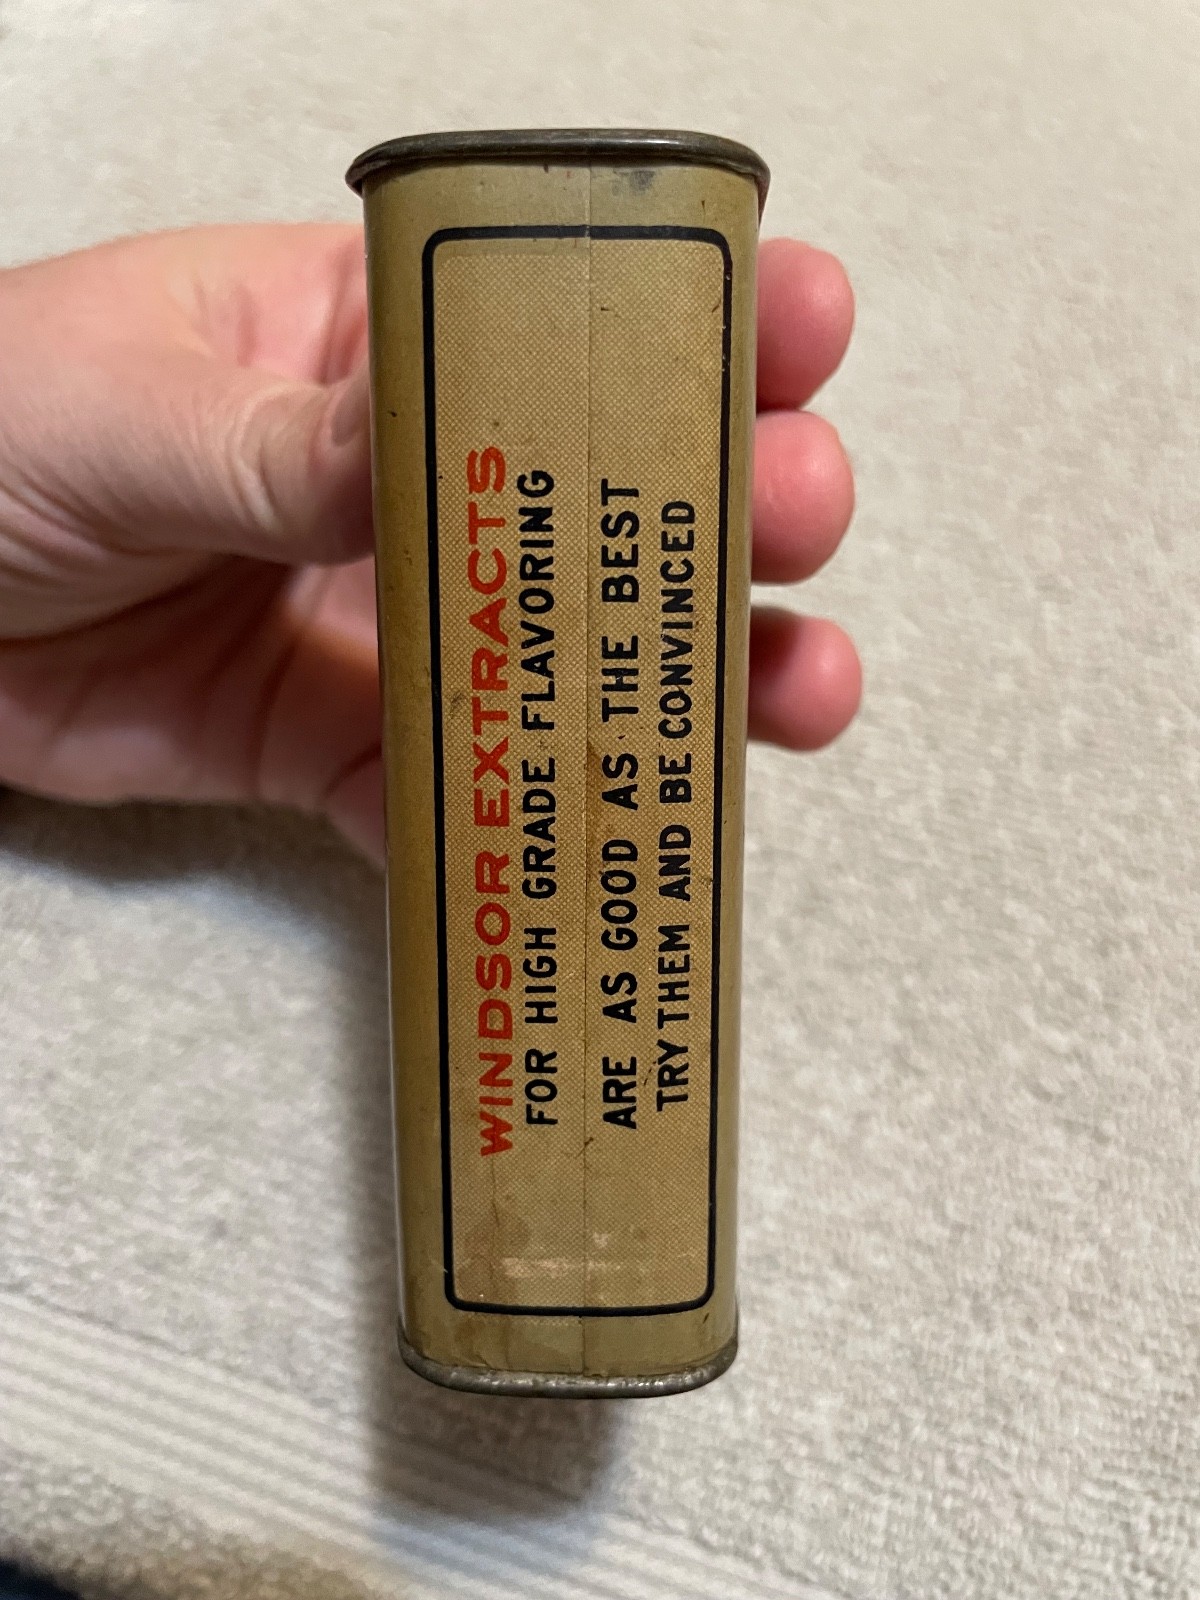 WINDSOR EXTRACTS
FOR HIGH GRADE FLAVORING
ARE AS GOOD AS THE BEST
TRY THEM AND BE CONVINCED